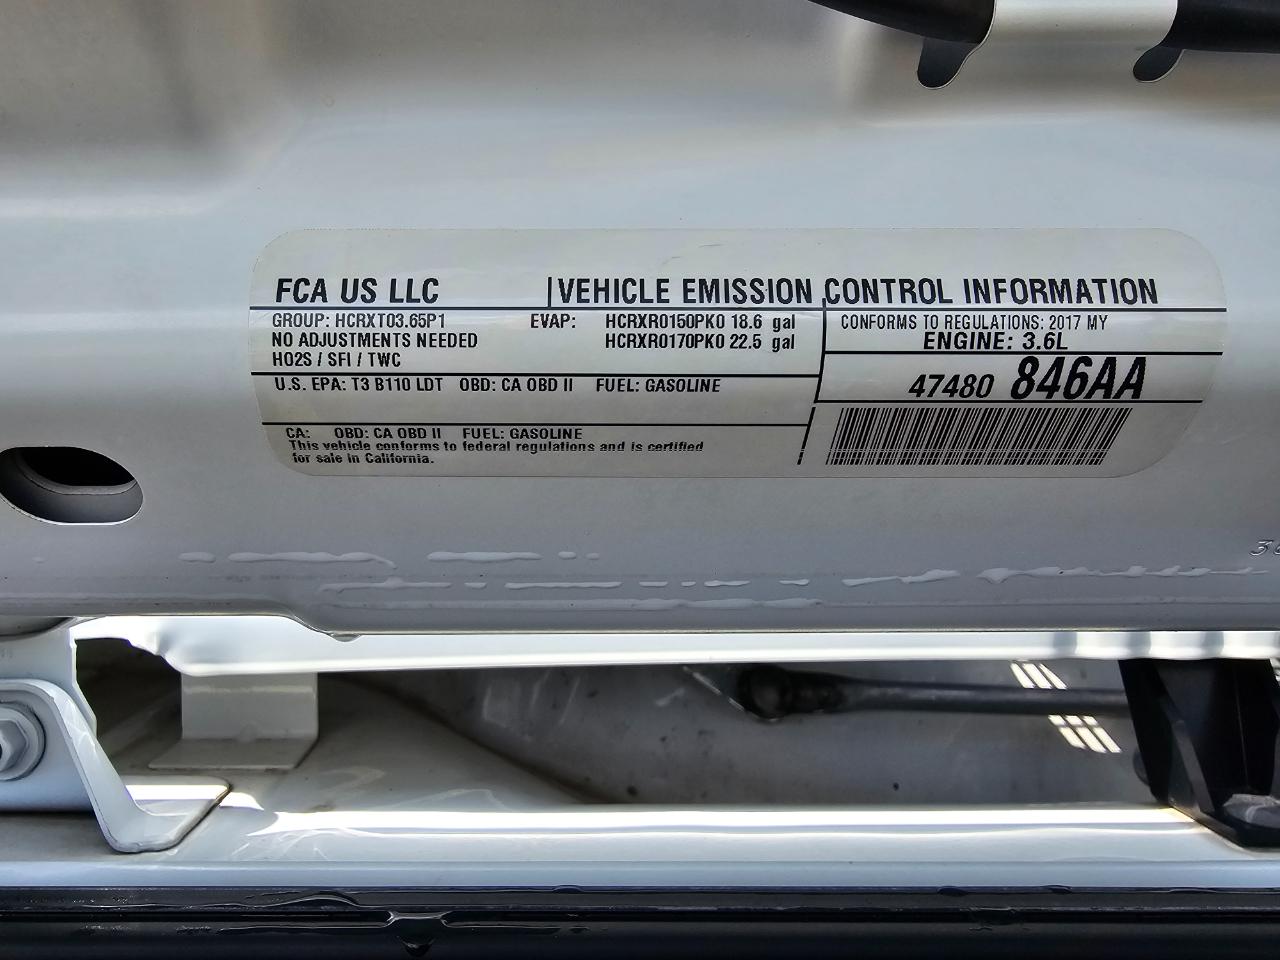 FCA US LLC
VEHICLE EMISSION CONTROL INFORMATION
GROUP: HCRXT03.65P1
NO ADJUSTMENTS NEEDED
HO2S / SFI / TWC
EVAP: HCRXR0150PK0 18.6 gal
HCRXR0170PK0 22.5 gal
CONFORMS TO REGULATIONS: 2017 MY
ENGINE: 3.6L
U.S. EPA: T3 B110 LDT OBD: CA OBD II FUEL: GASOLINE
47480 846AA
CA: OBD: CA OBD II FUEL: GASOLINE
This vehicle conforms to federal regulations and is certified
for sale in California.